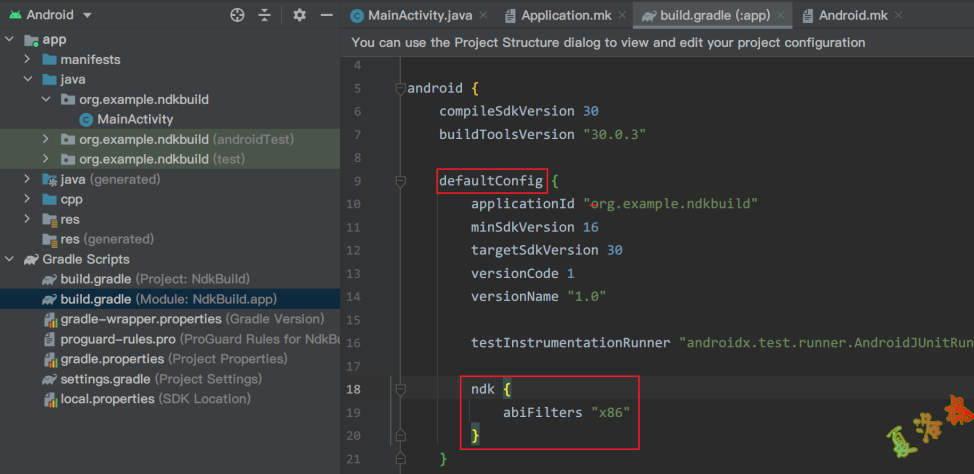 Android
app
manifests
java
org.example.ndkbuild
MainActivity
org.example.ndkbuild (androidTest)
org.example.ndkbuild (test)
java (generated)
cpp
res
res (generated)
Gradle Scripts
build.gradle (Project: NdkBuild)
build.gradle (Module: NdkBuild.app)
gradle-wrapper.properties (Gradle Version)
proguard-rules.pro (ProGuard Rules for NdkBu
gradle.properties (Project Properties)
settings.gradle (Project Settings)
local.properties (SDK Location)
MainActivity.java Application.mk build.gradle (:app) Android.mk
You can use the Project Structure dialog to view and edit your project configuration
4
5 android {
6 compileSdkVersion 30
7 buildToolsVersion "30.0.3"
8
9 defaultConfig {
10 applicationId "org.example.ndkbuild"
11 minSdkVersion 16
12 targetSdkVersion 30
13 versionCode 1
14 versionName "1.0"
15
16 testInstrumentationRunner "androidx.test.runner.AndroidJUnitRun
17
18 ndk {
19 abiFilters "x86"
20 }
21 }